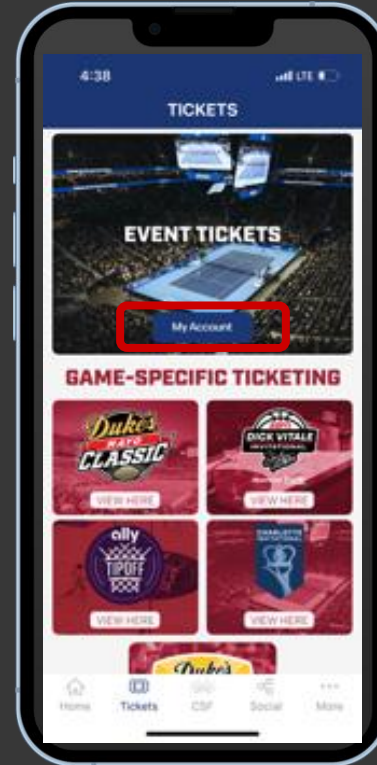 4:38
LTE
TICKETS
EVENT TICKETS
My Account
GAME-SPECIFIC TICKETING
Duke's
MAYO
CLASSIC
VIEW HERE
DICK VITALE
INVITATIONAL
VIEW HERE
ally
TIPOFF
VIEW HERE
CHARLOTTE
INVITATIONAL
VIEW HERE
Duke's
Home
Tickets
CSF
Social
More